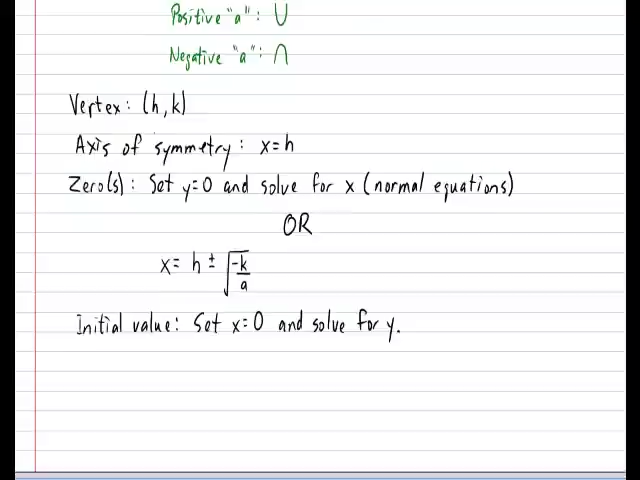 Positive "a": ∪
Negative "a": ∩
Vertex: (h, k)
Axis of symmetry: x=h
Zero(s): Set y=0 and solve for x (normal equations)
OR
x= h ± √(-k/a)
Initial value: Set x=0 and solve for y.